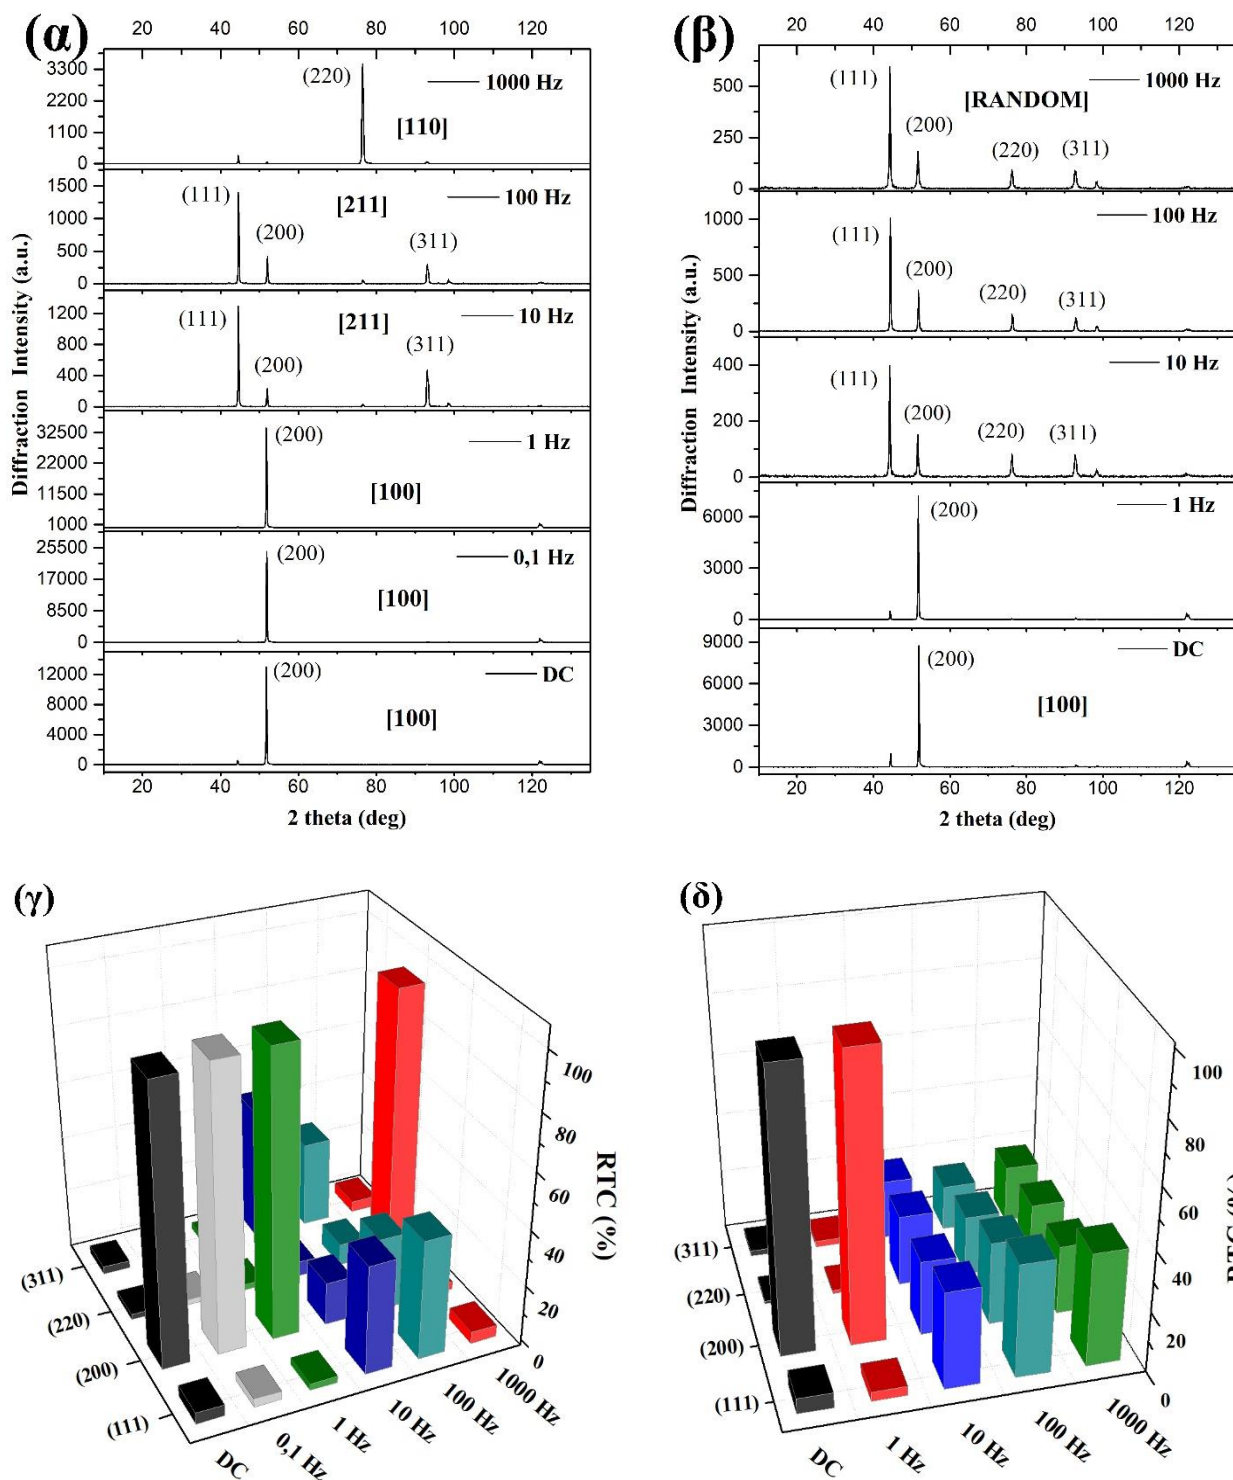 (α)
20 40 60 80 100 120
3300
2200
1100
0
(220)
1000 Hz
[110]
1500
1000
500
0
(111)
[211]
100 Hz
(200)
(311)
1200
800
400
0
(111)
[211]
10 Hz
(200)
(311)
32500
22000
11500
1000
(200)
1 Hz
[100]
25500
17000
8500
0
(200)
0,1 Hz
[100]
12000
8000
4000
0
(200)
DC
[100]
20 40 60 80 100 120
2 theta (deg)
Diffraction Intensity (a.u.)
(β)
20 40 60 80 100 120
500
250
0
(111)
1000 Hz
[RANDOM]
(200)
(220)
(311)
1000
500
0
(111)
100 Hz
(200)
(220)
(311)
400
200
0
(111)
10 Hz
(200)
(220)
(311)
6000
3000
0
(200)
1 Hz
9000
6000
3000
0
(200)
DC
[100]
20 40 60 80 100 120
2 theta (deg)
Diffraction Intensity (a.u.)
(γ)
100
80
60
40
20
0
RTC (%)
(311)
(220)
(200)
(111)
DC
0,1 Hz
1 Hz
10 Hz
100 Hz
1000 Hz
(δ)
100
80
60
40
20
0
(311)
(220)
(200)
(111)
DC
1 Hz
10 Hz
100 Hz
1000 Hz